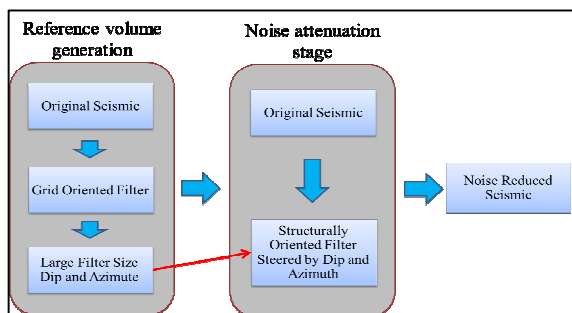 Reference volume
generation
Original Seismic
Grid Oriented Filter
Large Filter Size
Dip and Azimute
Noise attenuation
stage
Original Seismic
Structurally
Oriented Filter
Steered by Dip and
Azimuth
Noise Reduced
Seismic